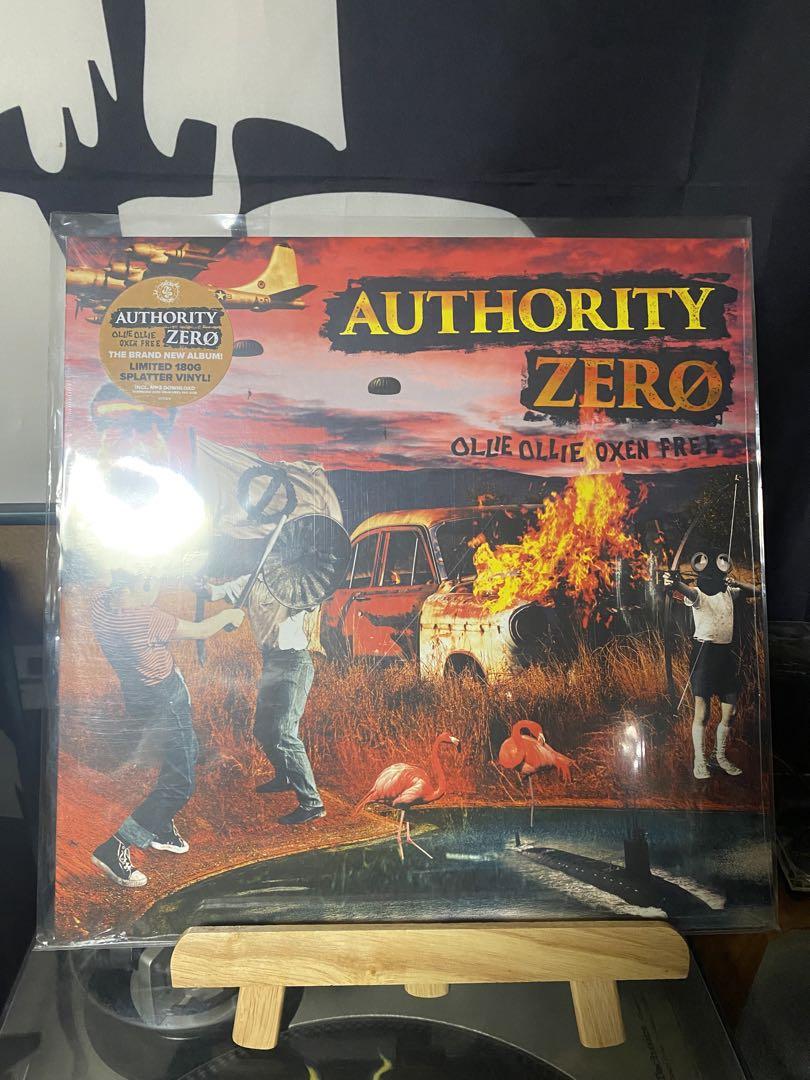 AUTHORITY
ZERØ
OLLIE OLLIE OXEN FREE
AUTHORITY
OLLIE OLLIE
OXEN FREE
ZERØ
THE BRAND NEW ALBUM!
LIMITED 180G
SPLATTER VINYL!
INCL. MP3 DOWNLOAD